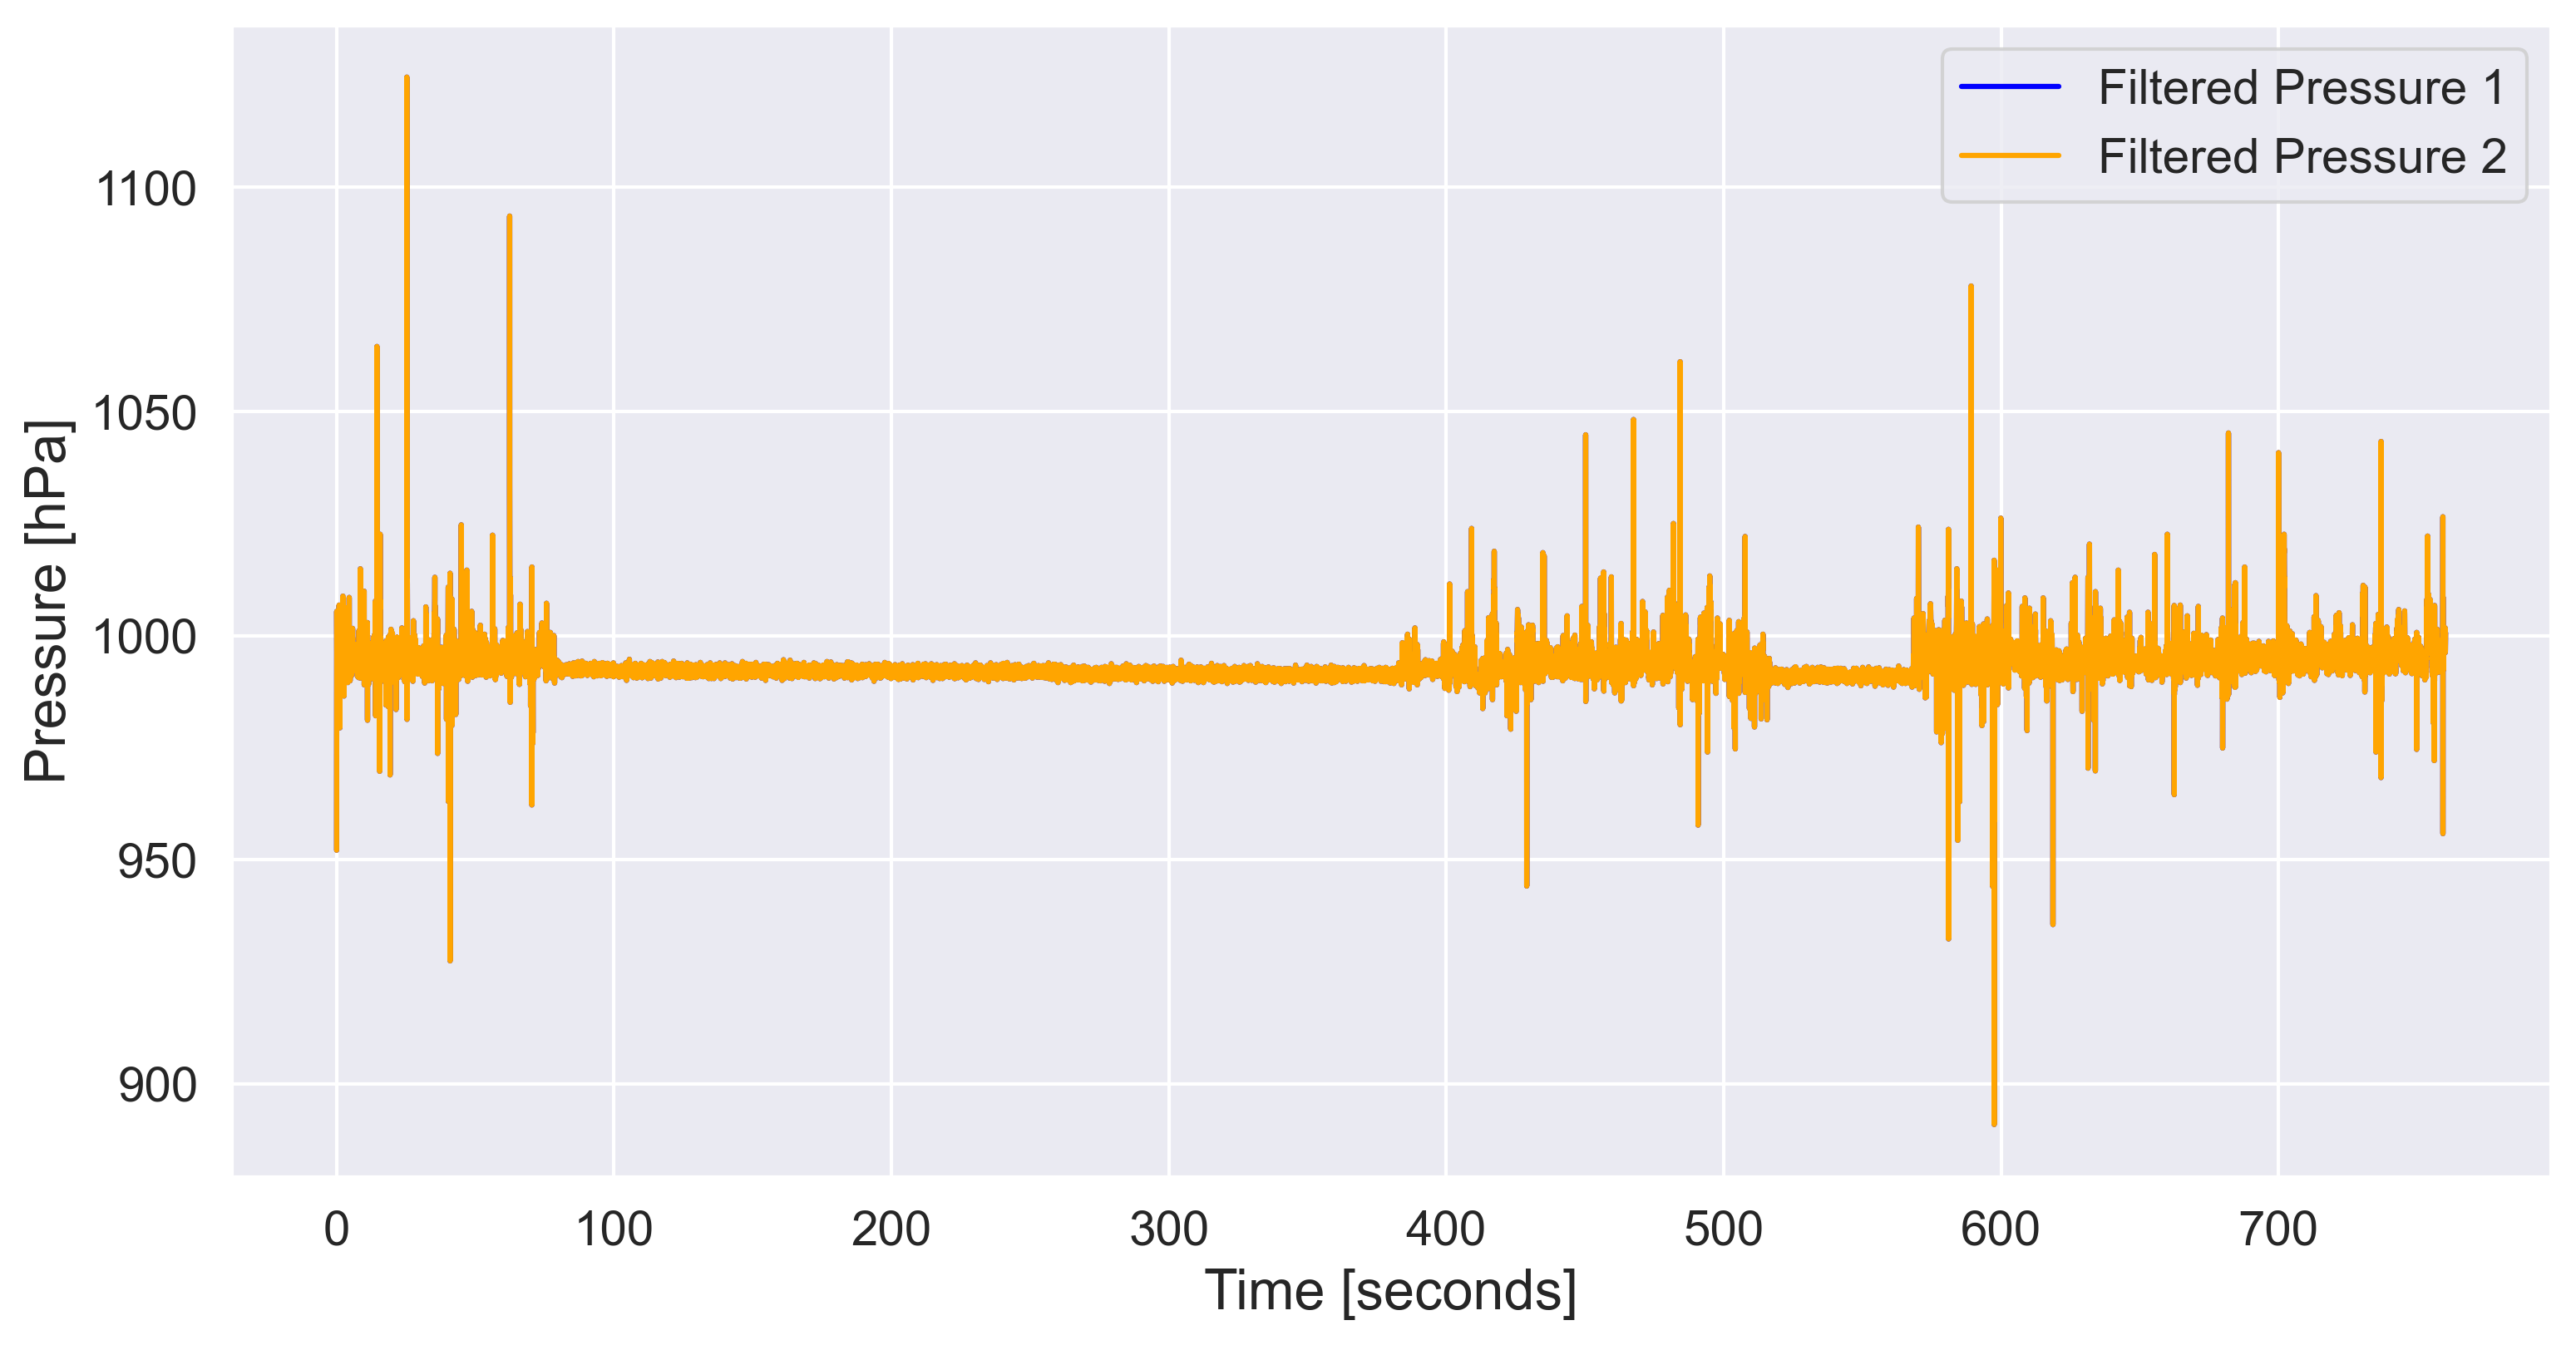 Filtered Pressure 1
Filtered Pressure 2
Pressure [hPa]
1100
1050
1000
950
900
0 100 200 300 400 500 600 700
Time [seconds]